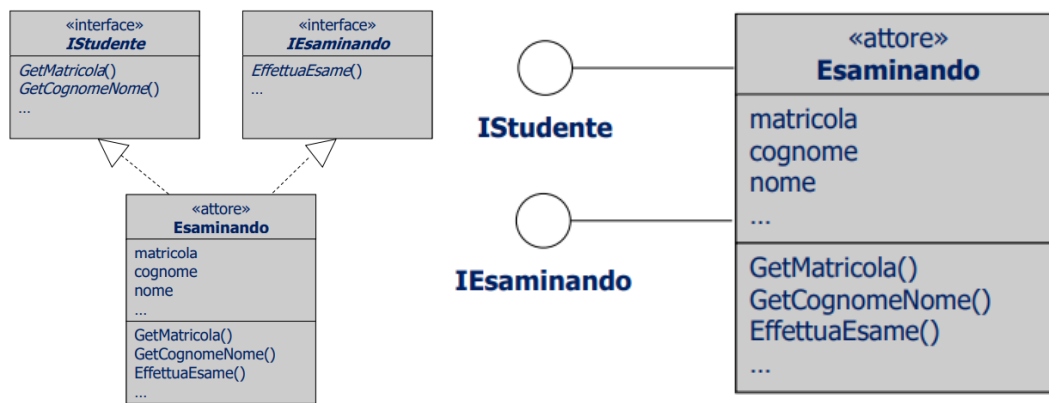 «interface»
IStudente
GetMatricola()
GetCognomeNome()
...
«interface»
IEsaminando
EffettuaEsame()
...
«attore»
Esaminando
matricola
cognome
nome
...
GetMatricola()
GetCognomeNome()
EffettuaEsame()
...
IStudente
IEsaminando
«attore»
Esaminando
matricola
cognome
nome
...
GetMatricola()
GetCognomeNome()
EffettuaEsame()
...